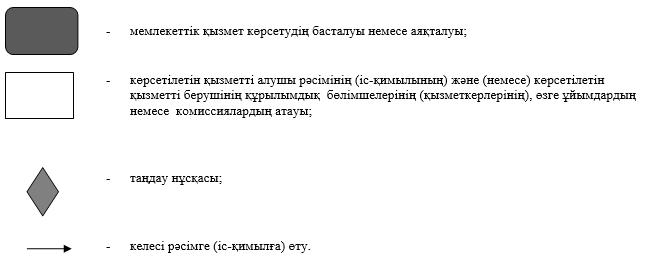 - мемлекеттік қызмет көрсетудің басталуы немесе аяқталуы;
- көрсетілетін қызметті алушы рәсімінің (іс-қимылының) және (немесе) көрсетілетін
қызметті берушінің құрылымдық бөлімшелерінің (қызметкерлерінің), өзге ұйымдардың
немесе комиссиялардың атауы;
- таңдау нұсқасы;
- келесі рәсімге (іс-қимылға) өту.